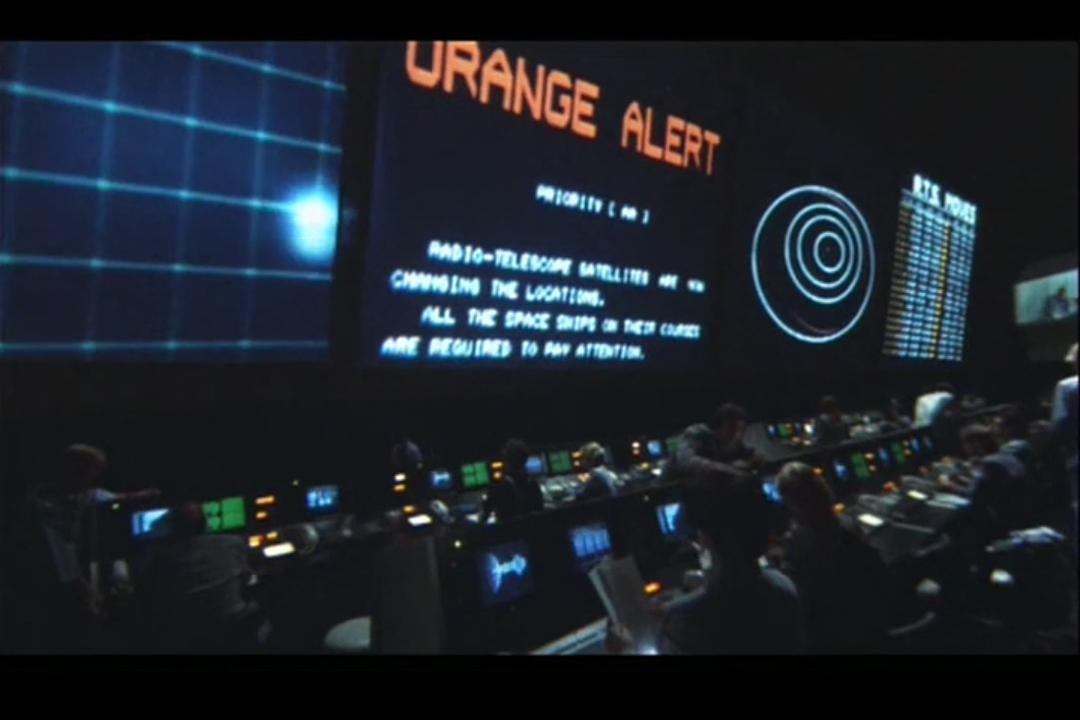 ORANGE ALERT
PRIORITY [ AA ]
RADIO-TELESCOPE SATELLITES ARE NOW
CHANGING THE LOCATIONS.
ALL THE SPACE SHIPS ON THEIR COURSES
ARE REQUIRED TO PAY ATTENTION.
R.T.S. MOVES